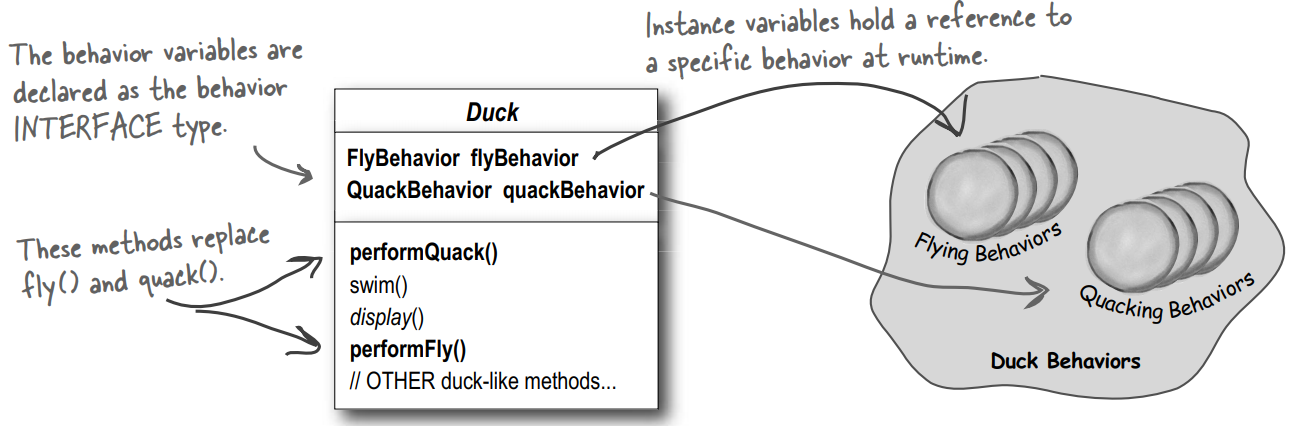 The behavior variables are
declared as the behavior
INTERFACE type.
Instance variables hold a reference to
a specific behavior at runtime.
Duck
FlyBehavior flyBehavior
QuackBehavior quackBehavior
These methods replace
fly() and quack().
performQuack()
swim()
display()
performFly()
// OTHER duck-like methods...
Flying Behaviors
Quacking Behaviors
Duck Behaviors